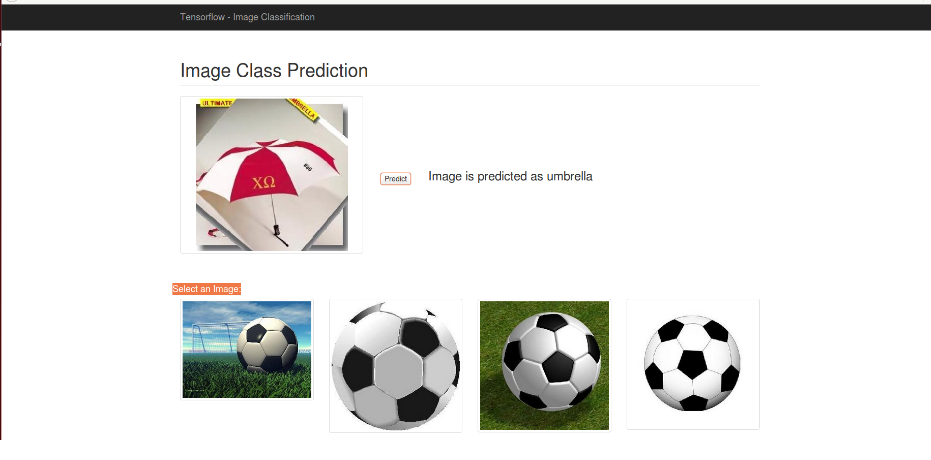 Tensorflow - Image Classification
Image Class Prediction
ULTIMATE
UMBRELLA
ΧΩ
Predict
Image is predicted as umbrella
Select an Image: